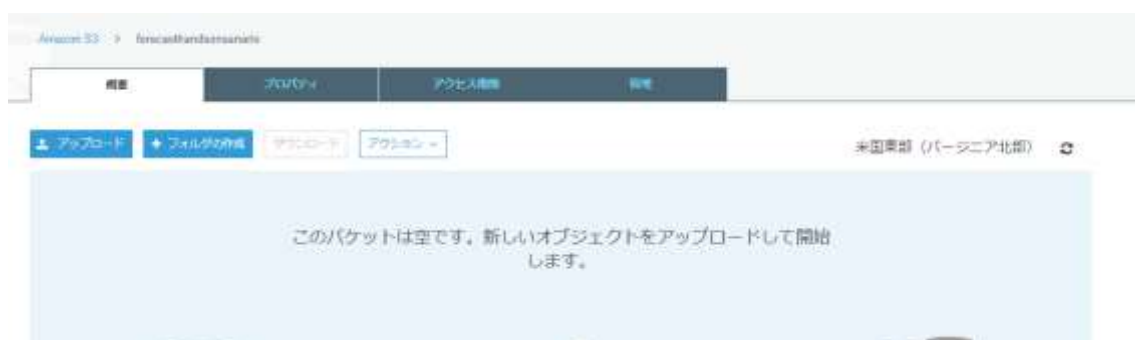 Amazon S3 >
概要 プロパティ アクセス権限 管理
アップロード + フォルダの作成 ダウンロード アクション
米国東部 (バージニア北部)
このバケットは空です。新しいオブジェクトをアップロードして開始
します。